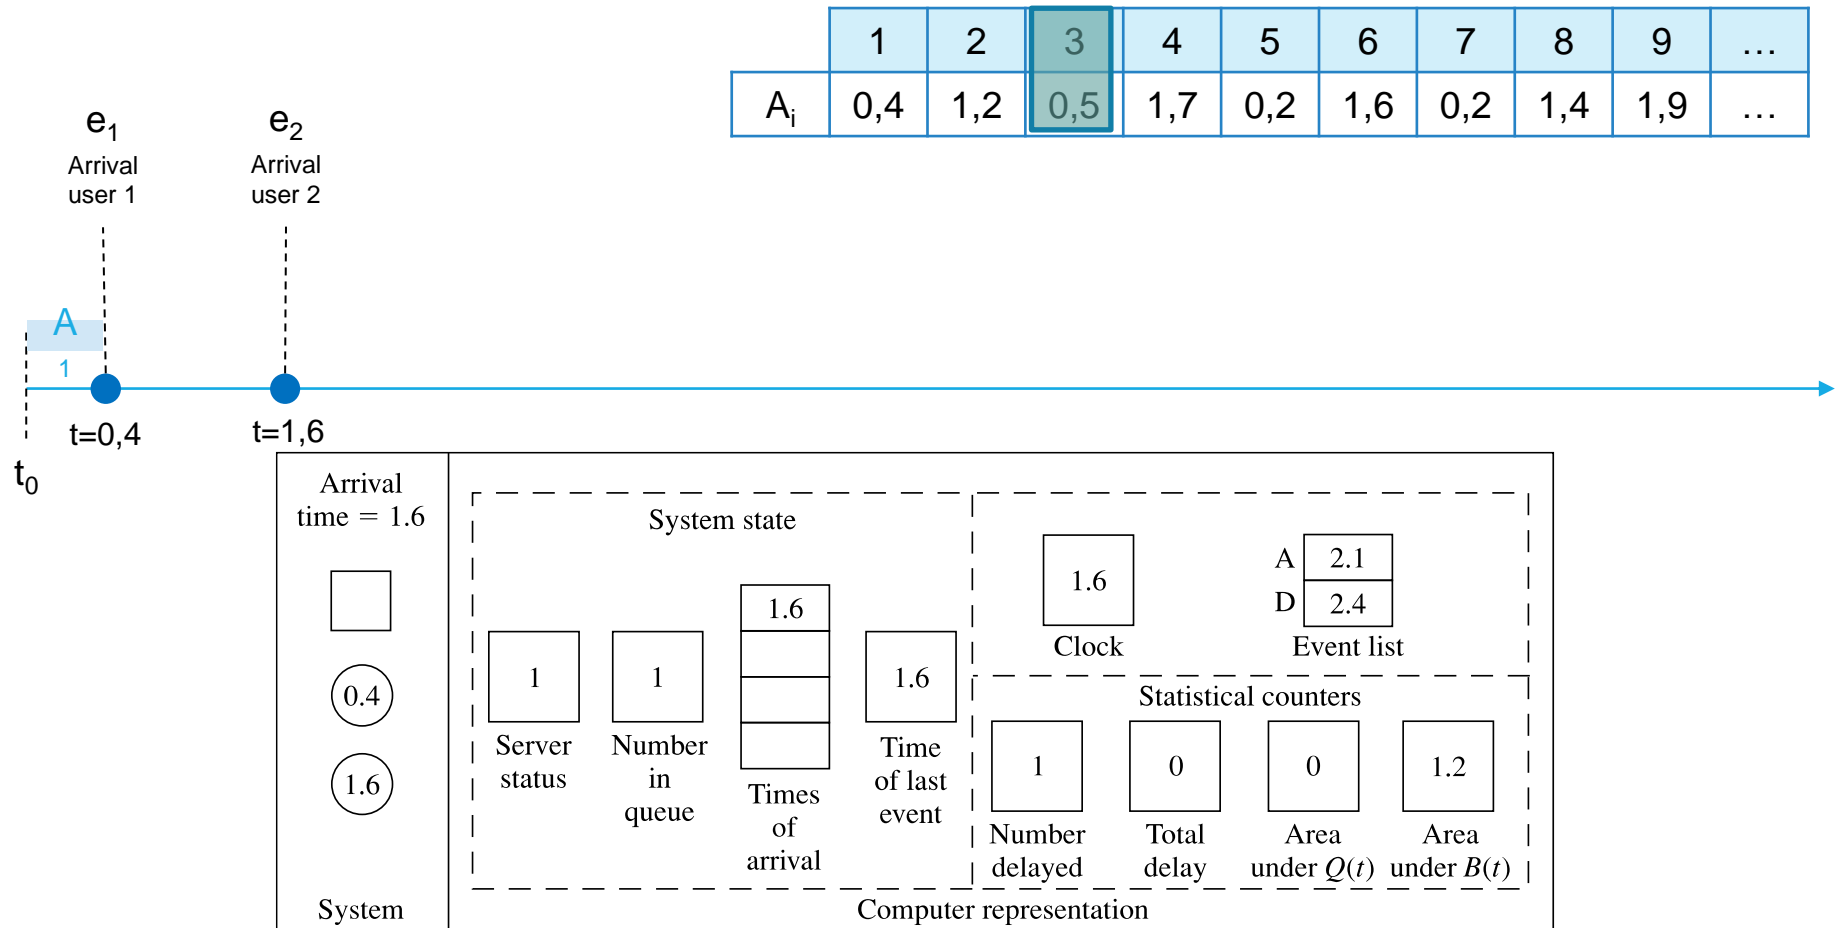 1 2 3 4 5 6 7 8 9 …
Ai 0,4 1,2 0,5 1,7 0,2 1,6 0,2 1,4 1,9 …
e1
Arrival
user 1
e2
Arrival
user 2
A
1
t=0,4
t=1,6
t0
Arrival
time = 1.6
0.4
1.6
System
System state
1
Server
status
1
Number
in
queue
1.6
Times
of
arrival
1.6
Time
of last
event
1.6
Clock
A 2.1
D 2.4
Event list
Statistical counters
1
Number
delayed
0
Total
delay
0
Area
under Q(t)
1.2
Area
under B(t)
Computer representation